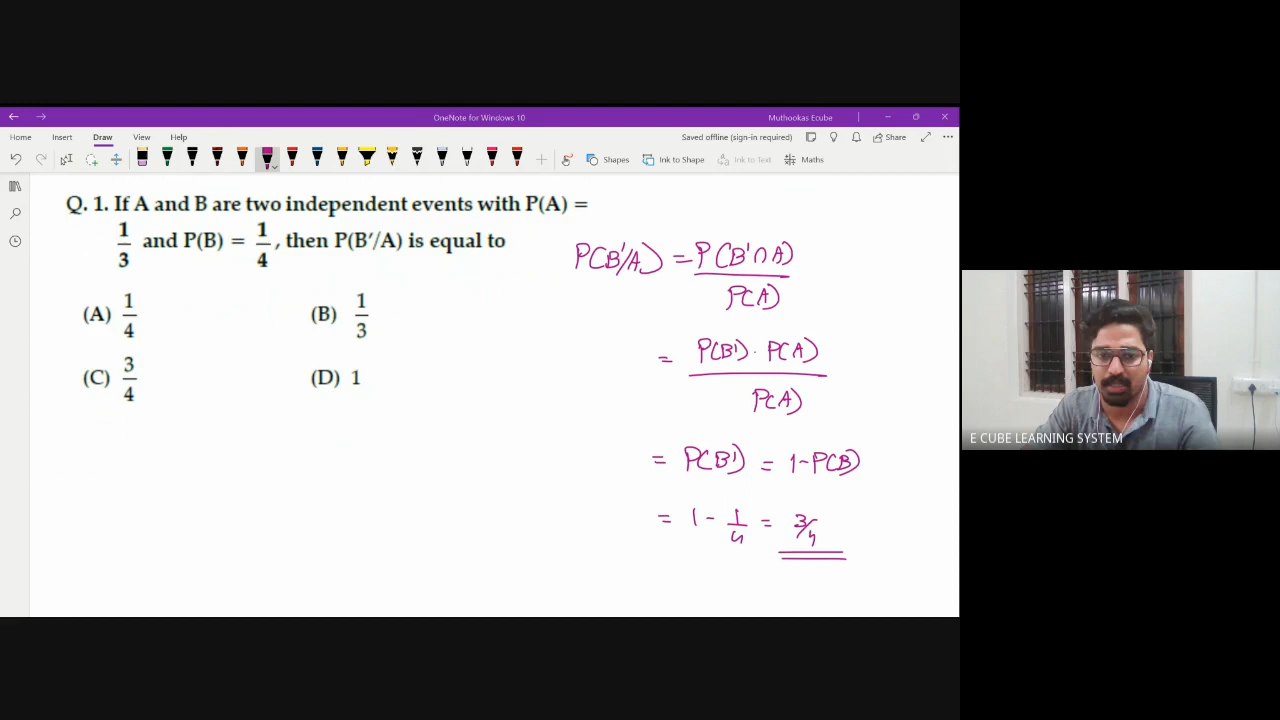 OneNote for Windows 10
Muthookas Ecube
Home Insert Draw View Help
Saved offline (sign-in required) Share
Shapes Ink to Shape Ink to Text Maths
Q. 1. If A and B are two independent events with P(A) =
1/3 and P(B) = 1/4, then P(B′/A) is equal to
(A) 1/4 (B) 1/3
(C) 3/4 (D) 1
P(B'/A) = P(B'∩A)/P(A)
= P(B') · P(A)/P(A)
= P(B') = 1-P(B)
= 1 - 1/4 = 3/4
E CUBE LEARNING SYSTEM